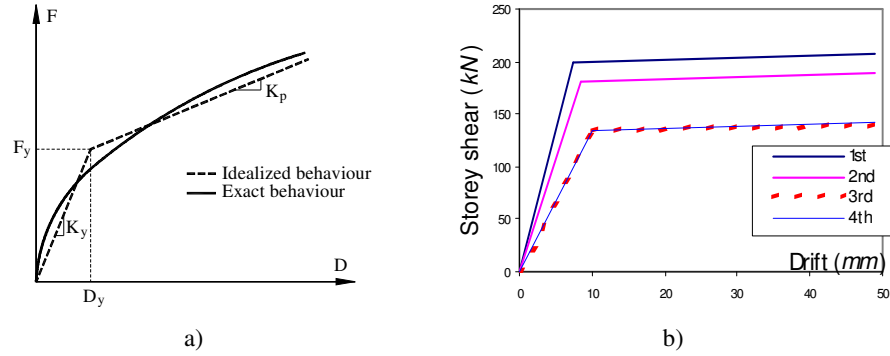 F
K_p
F_y
Idealized behaviour
Exact behaviour
K_y
D
D_y
a)
Storey shear (kN)
250
200
150
100
50
0
1st
2nd
3rd
4th
Drift (mm)
0 10 20 30 40 50
b)